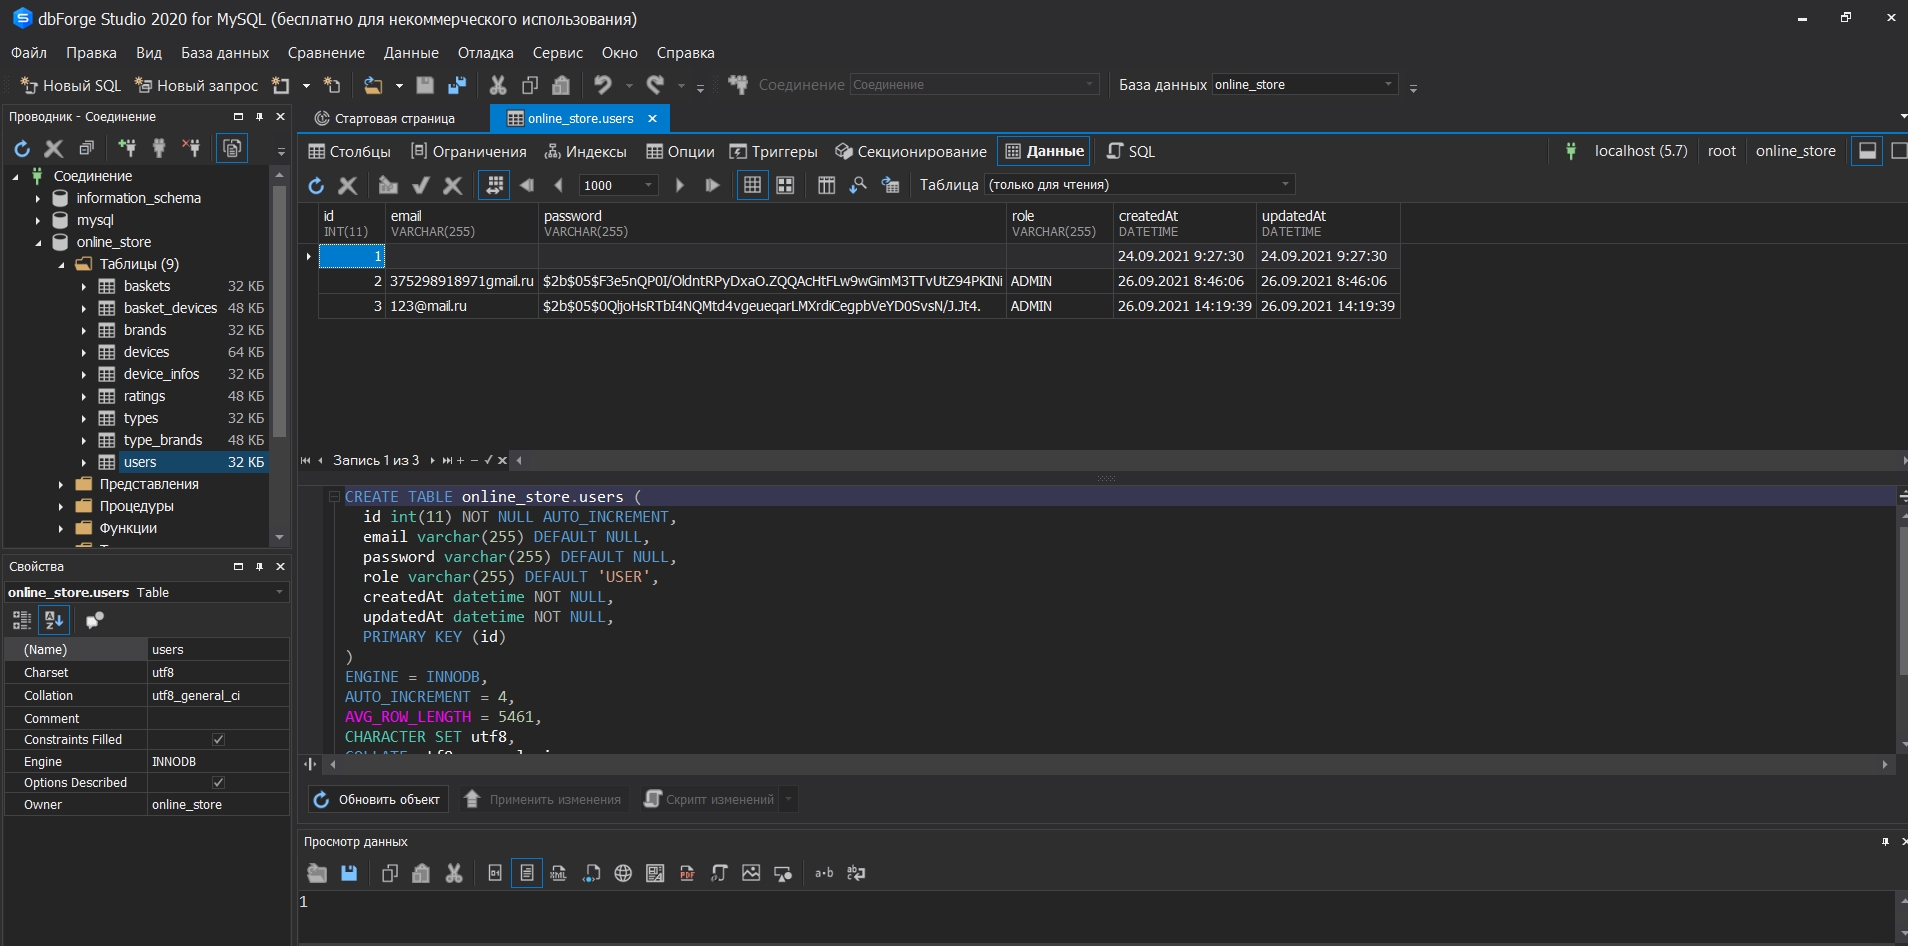 dbForge Studio 2020 for MySQL (бесплатно для некоммерческого использования)
Файл Правка Вид База данных Сравнение Данные Отладка Сервис Окно Справка
Новый SQL Новый запрос Соединение Соединение База данных online_store
Проводник - Соединение
Соединение
information_schema
mysql
online_store
Таблицы (9)
baskets 32 КБ
basket_devices 48 КБ
brands 32 КБ
devices 64 КБ
device_infos 32 КБ
ratings 48 КБ
types 32 КБ
type_brands 48 КБ
users 32 КБ
Представления
Процедуры
Функции
Свойства
online_store.users Table
(Name) users
Charset utf8
Collation utf8_general_ci
Comment
Constraints Filled
Engine INNODB
Options Described
Owner online_store
Стартовая страница online_store.users
Столбцы Ограничения Индексы Опции Триггеры Секционирование Данные SQL localhost (5.7) root online_store
1000 Таблица (только для чтения)
id email password role createdAt updatedAt
INT(11) VARCHAR(255) VARCHAR(255) VARCHAR(255) DATETIME DATETIME
1 24.09.2021 9:27:30 24.09.2021 9:27:30
2 375298918971gmail.ru $2b$05$F3e5nQP0I/OldntRPyDxaO.ZQQAcHtFLw9wGimM3TTvUtZ94PKINi ADMIN 26.09.2021 8:46:06 26.09.2021 8:46:06
3 123@mail.ru $2b$05$0QljoHsRTbI4NQMtd4vgeueqarLMXrdiCegpbVeYD0SvsN/J.Jt4. ADMIN 26.09.2021 14:19:39 26.09.2021 14:19:39
Запись 1 из 3
CREATE TABLE online_store.users (
id int(11) NOT NULL AUTO_INCREMENT,
email varchar(255) DEFAULT NULL,
password varchar(255) DEFAULT NULL,
role varchar(255) DEFAULT 'USER',
createdAt datetime NOT NULL,
updatedAt datetime NOT NULL,
PRIMARY KEY (id)
)
ENGINE = INNODB,
AUTO_INCREMENT = 4,
AVG_ROW_LENGTH = 5461,
CHARACTER SET utf8,
Обновить объект Применить изменения Скрипт изменений
Просмотр данных
1